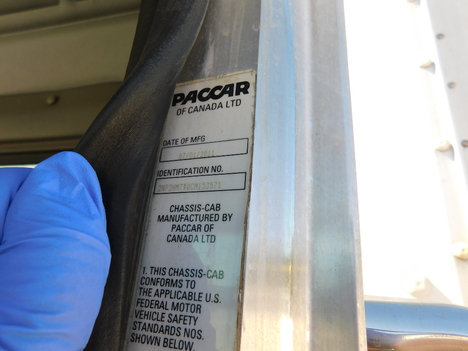 PACCAR
OF CANADA LTD
DATE OF MFG
IDENTIFICATION NO.
CHASSIS-CAB
MANUFACTURED BY
PACCAR OF
CANADA LTD
1. THIS CHASSIS-CAB
CONFORMS TO
THE APPLICABLE U.S.
FEDERAL MOTOR
VEHICLE SAFETY
STANDARDS NOS.
SHOWN BELOW.